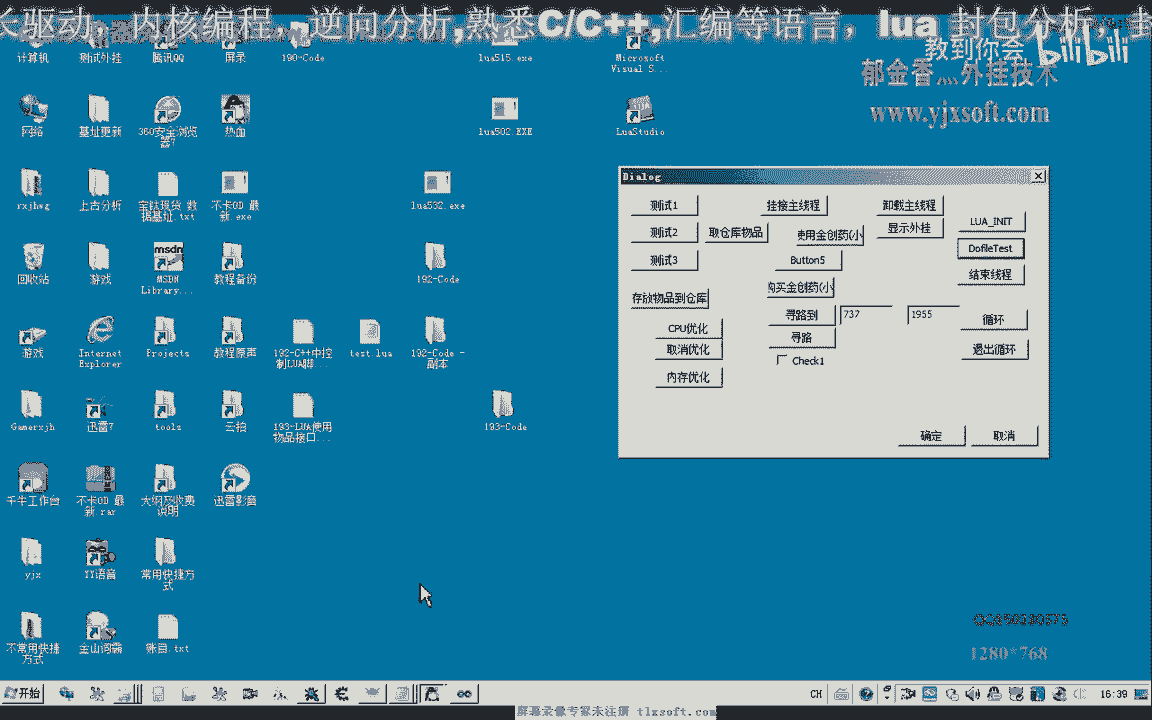 长驱动，内核编程，逆向分析,熟悉C/C++,汇编等语言，lua 封包分析，封
教到你会
bilibili
郁金香灬外挂技术
www.yjxsoft.com
计算机
测试外挂
腾讯QQ
屏录
190-Code
lua515.exe
Microsoft Visual S...
网络
基址更新
360安全浏览器7
热血
lua502.EXE
LuaStudio
rxjhwg
上古分析
数据基址.txt
不卡OD 最新.exe
lua532.exe
回收站
游戏
MSDN Library...
教程备份
192-Code
游戏
Internet Explorer
Projects
教程原声
192-C++中控制LUA脚...
test.lua
192-Code - 副本
Gamerxjh
迅雷7
tools
云拍
193-LUA使用物品接口...
193-Code
千牛工作台
不卡OD 最新.rar
大纲及收费说明
迅雷影音
yjx
YY语音
常用快捷方式
不常用快捷方式
金山词霸
账目.txt
Dialog
测试1
挂接主线程
卸载主线程
LUA_INIT
测试2
取仓库物品
使用金创药(小
显示外挂
DofileTest
测试3
Button5
结束线程
存放物品到仓库
购买金创药(小
CPU优化
寻路到
737
1955
循环
取消优化
寻路
退出循环
Check1
内存优化
确定
取消
1280*768
开始
CH
16:39
屏幕录像专家未注册 tlxsoft.com